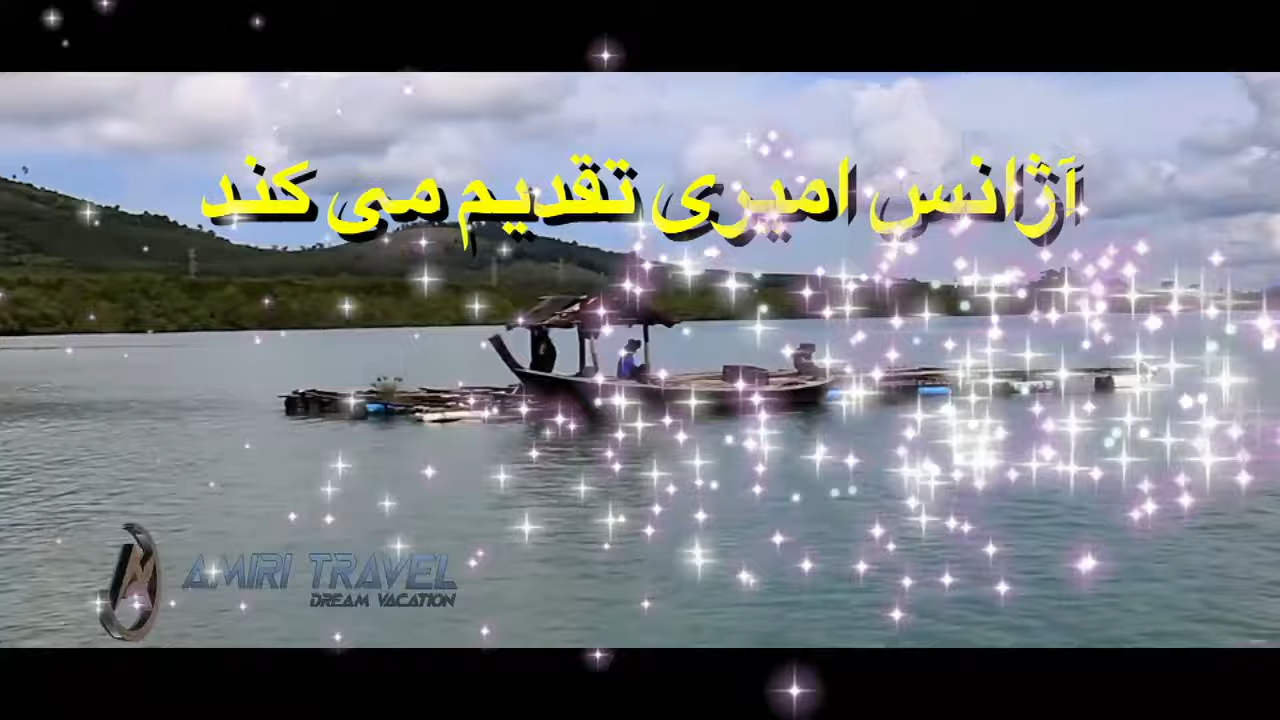 آژانس امیری تقدیم می کند
AMIRI TRAVEL
DREAM VACATION